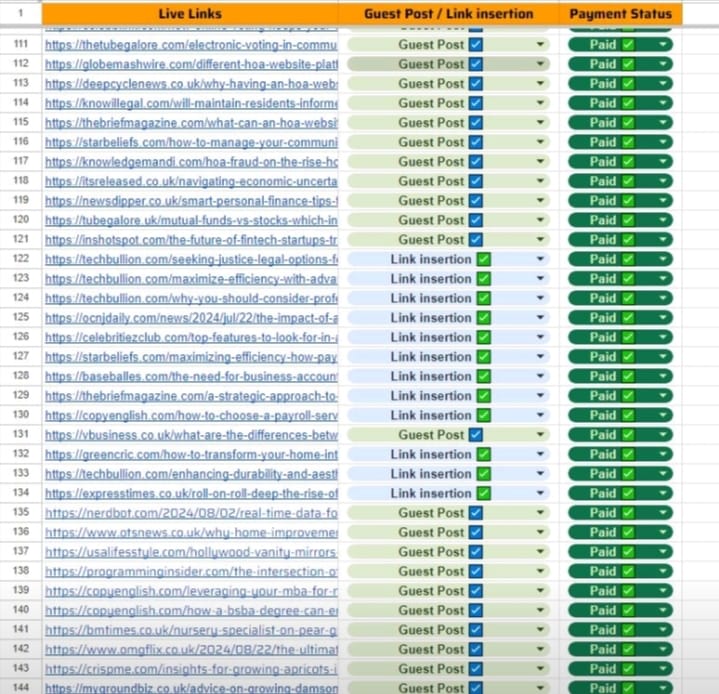 1 Live Links Guest Post / Link insertion Payment Status
111 https://thetubegalore.com/electronic-voting-in-commu Guest Post Paid
112 https://globemashwire.com/different-hoa-website-platf Guest Post Paid
113 https://deepcyclenews.co.uk/why-having-an-hoa-webs Guest Post Paid
114 https://knowillegal.com/will-maintain-residents-informe Guest Post Paid
115 https://thebriefmagazine.com/what-can-an-hoa-websi Guest Post Paid
116 https://starbeliefs.com/how-to-manage-your-communi Guest Post Paid
117 https://knowledgemandi.com/hoa-fraud-on-the-rise-ho Guest Post Paid
118 https://itsreleased.co.uk/navigating-economic-uncerta Guest Post Paid
119 https://newsdipper.co.uk/smart-personal-finance-tips- Guest Post Paid
120 https://tubegalore.uk/mutual-funds-vs-stocks-which-in Guest Post Paid
121 https://inshotspot.com/the-future-of-fintech-startups-tr Guest Post Paid
122 https://techbullion.com/seeking-justice-legal-options-f Link insertion Paid
123 https://techbullion.com/maximize-efficiency-with-adva Link insertion Paid
124 https://techbullion.com/why-you-should-consider-profe Link insertion Paid
125 https://ocnjdaily.com/news/2024/jul/22/the-impact-of-a Link insertion Paid
126 https://celebritiezclub.com/top-features-to-look-for-in- Link insertion Paid
127 https://starbeliefs.com/maximizing-efficiency-how-pay Link insertion Paid
128 https://baseballes.com/the-need-for-business-accoun Link insertion Paid
129 https://thebriefmagazine.com/a-strategic-approach-to- Link insertion Paid
130 https://copyenglish.com/how-to-choose-a-payroll-serv Link insertion Paid
131 https://vbusiness.co.uk/what-are-the-differences-betw Guest Post Paid
132 https://greencric.com/how-to-transform-your-home-int Link insertion Paid
133 https://techbullion.com/enhancing-durability-and-aest Link insertion Paid
134 https://expresstimes.co.uk/roll-on-roll-deep-the-rise-of Link insertion Paid
135 https://nerdbot.com/2024/08/02/real-time-data-fo Guest Post Paid
136 https://www.otsnews.co.uk/why-home-improvemer Guest Post Paid
137 https://usalifesstyle.com/hollywood-vanity-mirrors- Guest Post Paid
138 https://programminginsider.com/the-intersection-o Guest Post Paid
139 https://copyenglish.com/leveraging-your-mba-for-r Guest Post Paid
140 https://copyenglish.com/how-a-bsba-degree-can-er Guest Post Paid
141 https://bmtimes.co.uk/nursery-specialist-on-pear-g Guest Post Paid
142 https://www.omgflix.co.uk/2024/08/22/the-ultimat Guest Post Paid
143 https://crispme.com/insights-for-growing-apricots-i Guest Post Paid
144 https://mygroundbiz.co.uk/advice-on-growing-damson Guest Post Paid